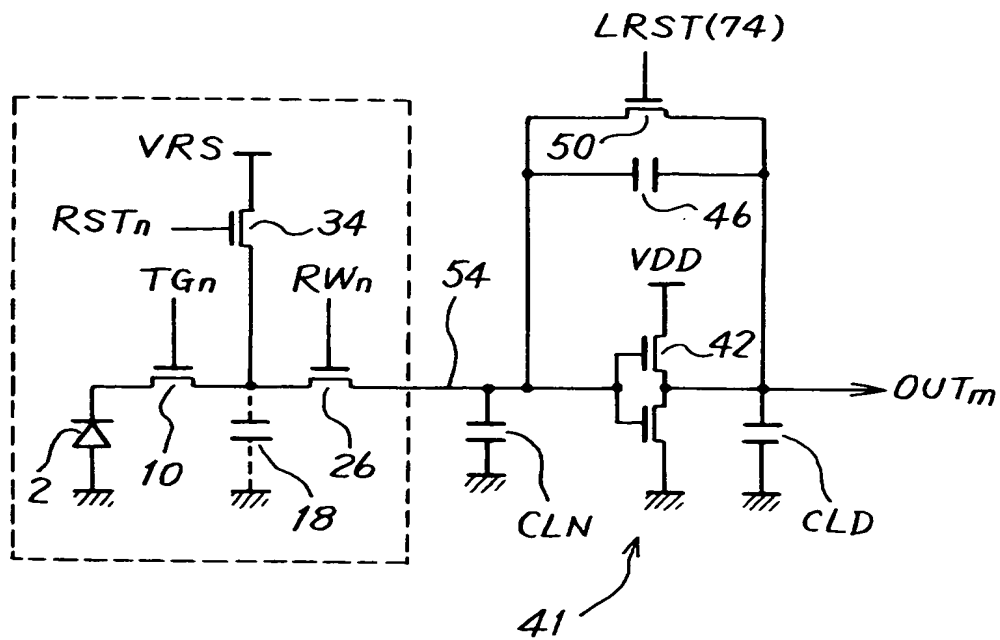 LRST(74)
50
VRS
46
RSTn
34
TGn
RWn
54
VDD
42
OUTm
2
10
18
26
CLN
CLD
41